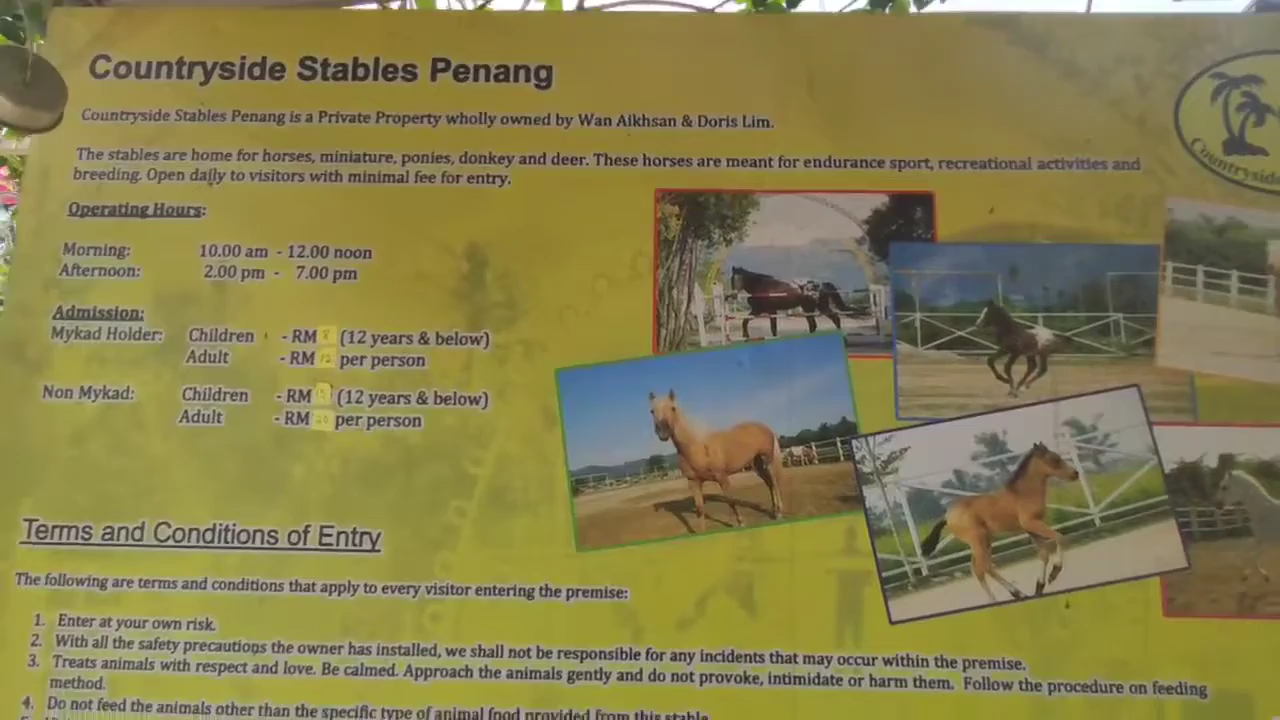 Countryside Stables Penang
Countryside
Countryside Stables Penang is a Private Property wholly owned by Wan Aikhsan & Doris Lim.
The stables are home for horses, miniature, ponies, donkey and deer. These horses are meant for endurance sport, recreational activities and
breeding. Open daily to visitors with minimal fee for entry.
Operating Hours:
Morning: 10.00 am - 12.00 noon
Afternoon: 2.00 pm - 7.00 pm
Admission:
Mykad Holder: Children - RM 8 (12 years & below)
Adult - RM 12 per person
Non Mykad: Children - RM (12 years & below)
Adult - RM 20 per person
Terms and Conditions of Entry
The following are terms and conditions that apply to every visitor entering the premise:
1. Enter at your own risk.
2. With all the safety precautions the owner has installed, we shall not be responsible for any incidents that may occur within the premise.
3. Treats animals with respect and love. Be calmed. Approach the animals gently and do not provoke, intimidate or harm them. Follow the procedure on feeding
method.
4. Do not feed the animals other than the specific type of animal food provided from this stable